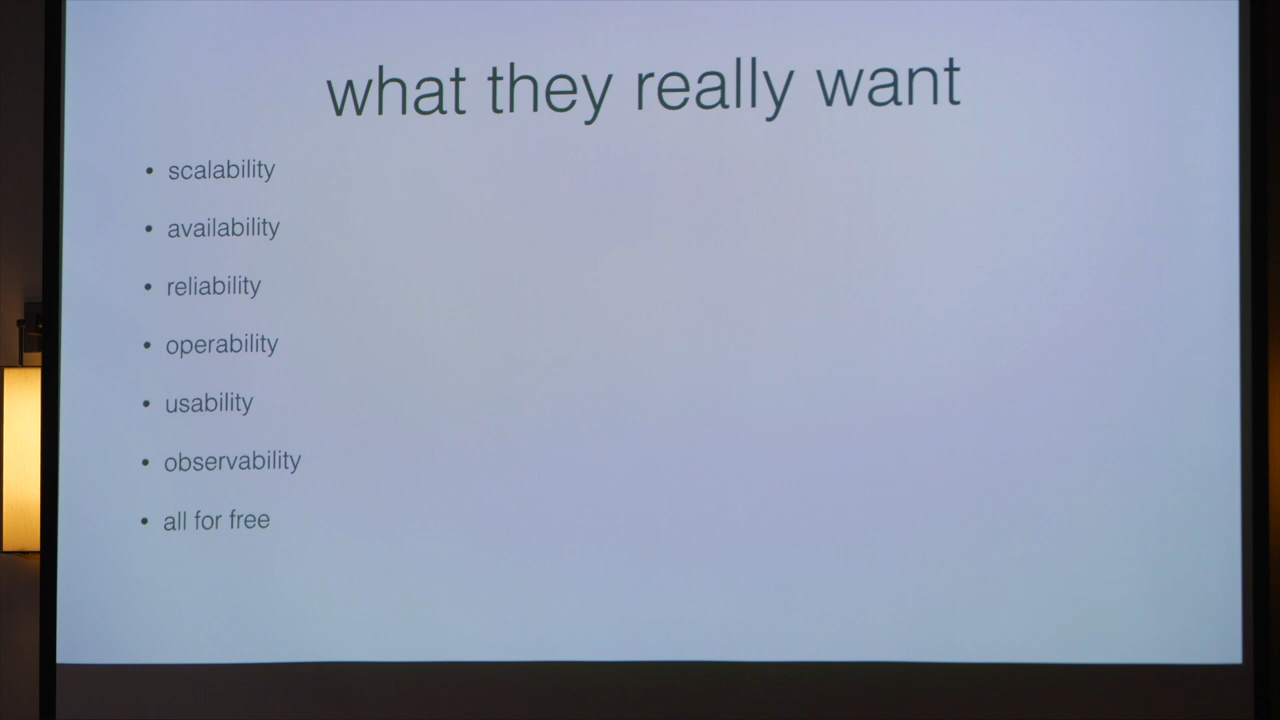 what they really want
• scalability
• availability
• reliability
• operability
• usability
• observability
• all for free